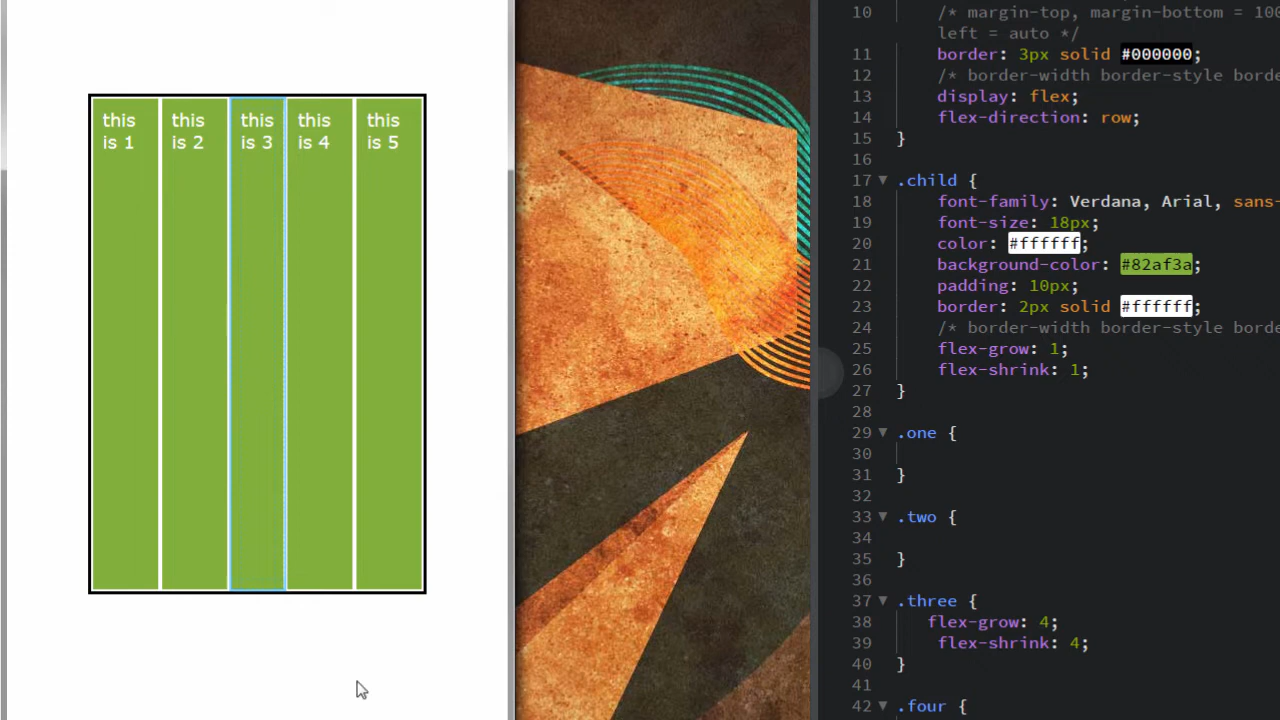 this
is 1
this
is 2
this
is 3
this
is 4
this
is 5
10 /* margin-top, margin-bottom = 100
left = auto */
11 border: 3px solid #000000;
12 /* border-width border-style borde
13 display: flex;
14 flex-direction: row;
15 }
16
17 .child {
18 font-family: Verdana, Arial, sans-
19 font-size: 18px;
20 color: #ffffff;
21 background-color: #82af3a;
22 padding: 10px;
23 border: 2px solid #ffffff;
24 /* border-width border-style borde
25 flex-grow: 1;
26 flex-shrink: 1;
27 }
28
29 .one {
30
31 }
32
33 .two {
34
35 }
36
37 .three {
38 flex-grow: 4;
39 flex-shrink: 4;
40 }
41
42 .four {